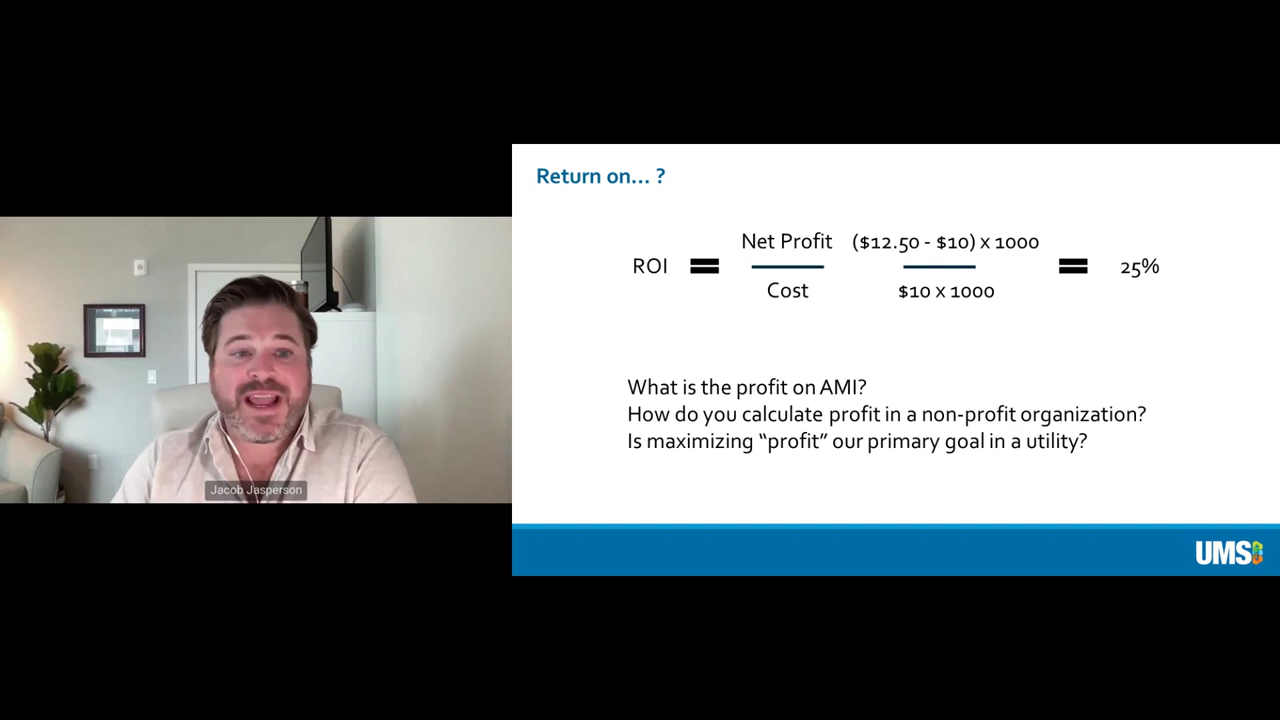 Return on... ?
Net Profit ($12.50 - $10) x 1000
ROI = = 25%
Cost $10 x 1000
What is the profit on AMI?
How do you calculate profit in a non-profit organization?
Is maximizing “profit” our primary goal in a utility?
Jacob Jasperson
UMS